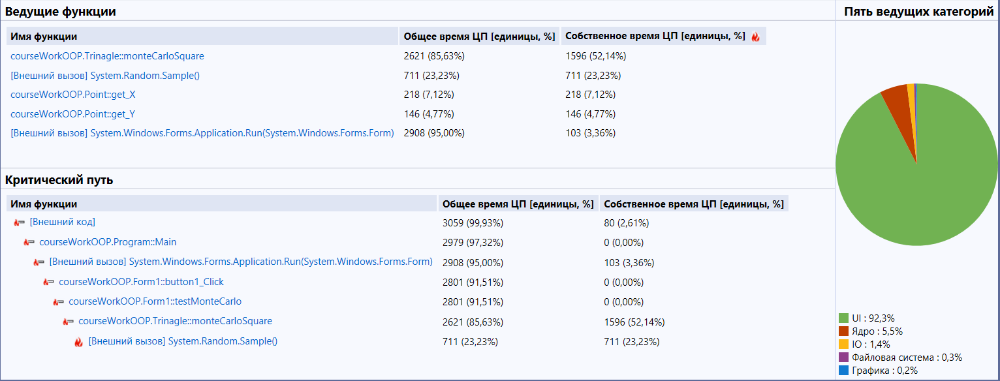 Ведущие функции
Имя функции Общее время ЦП [единицы, %] Собственное время ЦП [единицы, %]
courseWorkOOP.Trinagle::monteCarloSquare 2621 (85,63%) 1596 (52,14%)
[Внешний вызов] System.Random.Sample() 711 (23,23%) 711 (23,23%)
courseWorkOOP.Point::get_X 218 (7,12%) 218 (7,12%)
courseWorkOOP.Point::get_Y 146 (4,77%) 146 (4,77%)
[Внешний вызов] System.Windows.Forms.Application.Run(System.Windows.Forms.Form) 2908 (95,00%) 103 (3,36%)
Критический путь
Имя функции Общее время ЦП [единицы, %] Собственное время ЦП [единицы, %]
[Внешний код] 3059 (99,93%) 80 (2,61%)
courseWorkOOP.Program::Main 2979 (97,32%) 0 (0,00%)
[Внешний вызов] System.Windows.Forms.Application.Run(System.Windows.Forms.Form) 2908 (95,00%) 103 (3,36%)
courseWorkOOP.Form1::button1_Click 2801 (91,51%) 0 (0,00%)
courseWorkOOP.Form1::testMonteCarlo 2801 (91,51%) 0 (0,00%)
courseWorkOOP.Trinagle::monteCarloSquare 2621 (85,63%) 1596 (52,14%)
[Внешний вызов] System.Random.Sample() 711 (23,23%) 711 (23,23%)
Пять ведущих категорий
UI : 92,3%
Ядро : 5,5%
IO : 1,4%
Файловая система : 0,3%
Графика : 0,2%